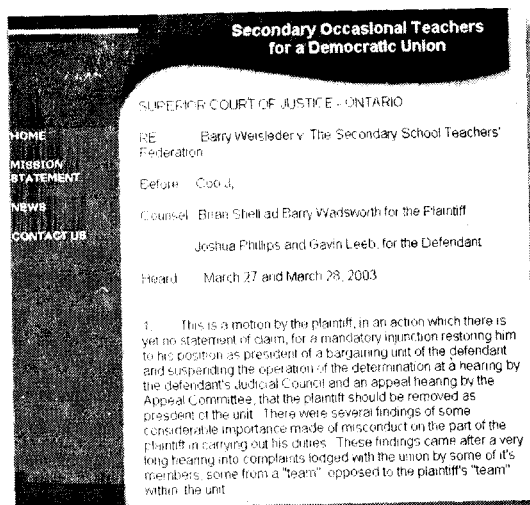 Secondary Occasional Teachers
for a Democratic Union
SUPERIOR COURT OF JUSTICE - ONTARIO
HOME
RE Barry Weisleder v. The Secondary School Teachers'
Federation
MISSION
STATEMENT
Before Coo J,
NEWS
Counsel Brian Shell ad Barry Wadsworth for the Plaintiff
CONTACT US
Joshua Phillips and Gavin Leeb, for the Defendant
Heard March 27 and March 28, 2003
1. This is a motion by the plaintiff, in an action which there is
yet no statement of claim, for a mandatory injunction restoring him
to his position as president of a bargaining unit of the defendant
and suspending the operation of the determination at a hearing by
the defendant's Judicial Council and an appeal hearing by the
Appeal Committee, that the plaintiff should be removed as
president of the unit. There were several findings of some
considerable importance made of misconduct on the part of the
plaintiff in carrying out his duties. These findings came after a very
long hearing into complaints lodged with the union by some of it's
members, some from a "team" opposed to the plaintiff's "team"
within the unit